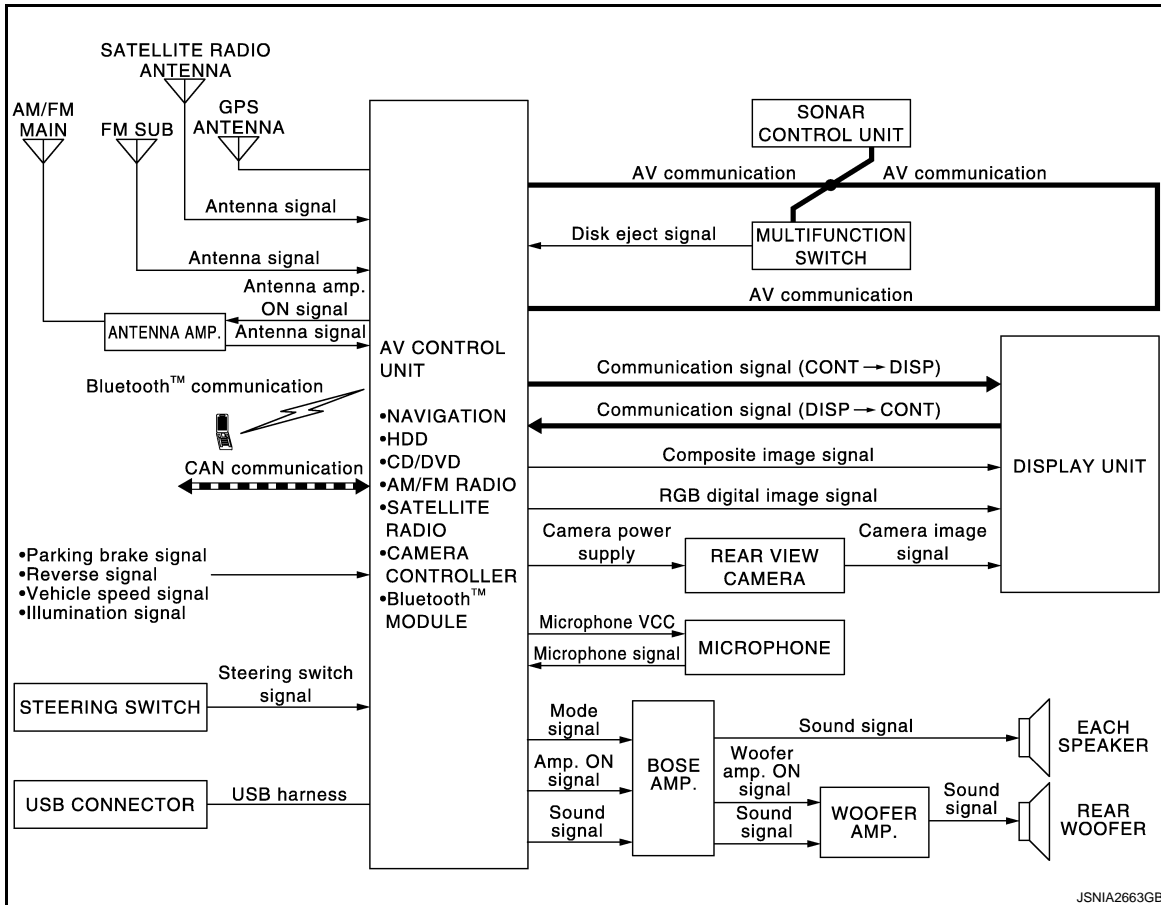 SATELLITE RADIO
ANTENNA
AM/FM
MAIN
FM SUB
GPS
ANTENNA
Antenna signal
Antenna signal
Antenna amp.
ON signal
ANTENNA AMP.
Antenna signal
Bluetooth™ communication
CAN communication
•Parking brake signal
•Reverse signal
•Vehicle speed signal
•Illumination signal
Steering switch
signal
STEERING SWITCH
USB CONNECTOR
USB harness
AV CONTROL
UNIT
•NAVIGATION
•HDD
•CD/DVD
•AM/FM RADIO
•SATELLITE
RADIO
•CAMERA
CONTROLLER
•Bluetooth™
MODULE
SONAR
CONTROL UNIT
AV communication
AV communication
Disk eject signal
MULTIFUNCTION
SWITCH
AV communication
Communication signal (CONT → DISP)
Communication signal (DISP → CONT)
Composite image signal
RGB digital image signal
DISPLAY UNIT
Camera power
supply
REAR VIEW
CAMERA
Camera image
signal
Microphone VCC
Microphone signal
MICROPHONE
Mode
signal
Amp. ON
signal
Sound
signal
BOSE
AMP.
Sound signal
EACH
SPEAKER
Woofer
amp. ON
signal
Sound
signal
WOOFER
AMP.
Sound
signal
REAR
WOOFER
JSNIA2663GB